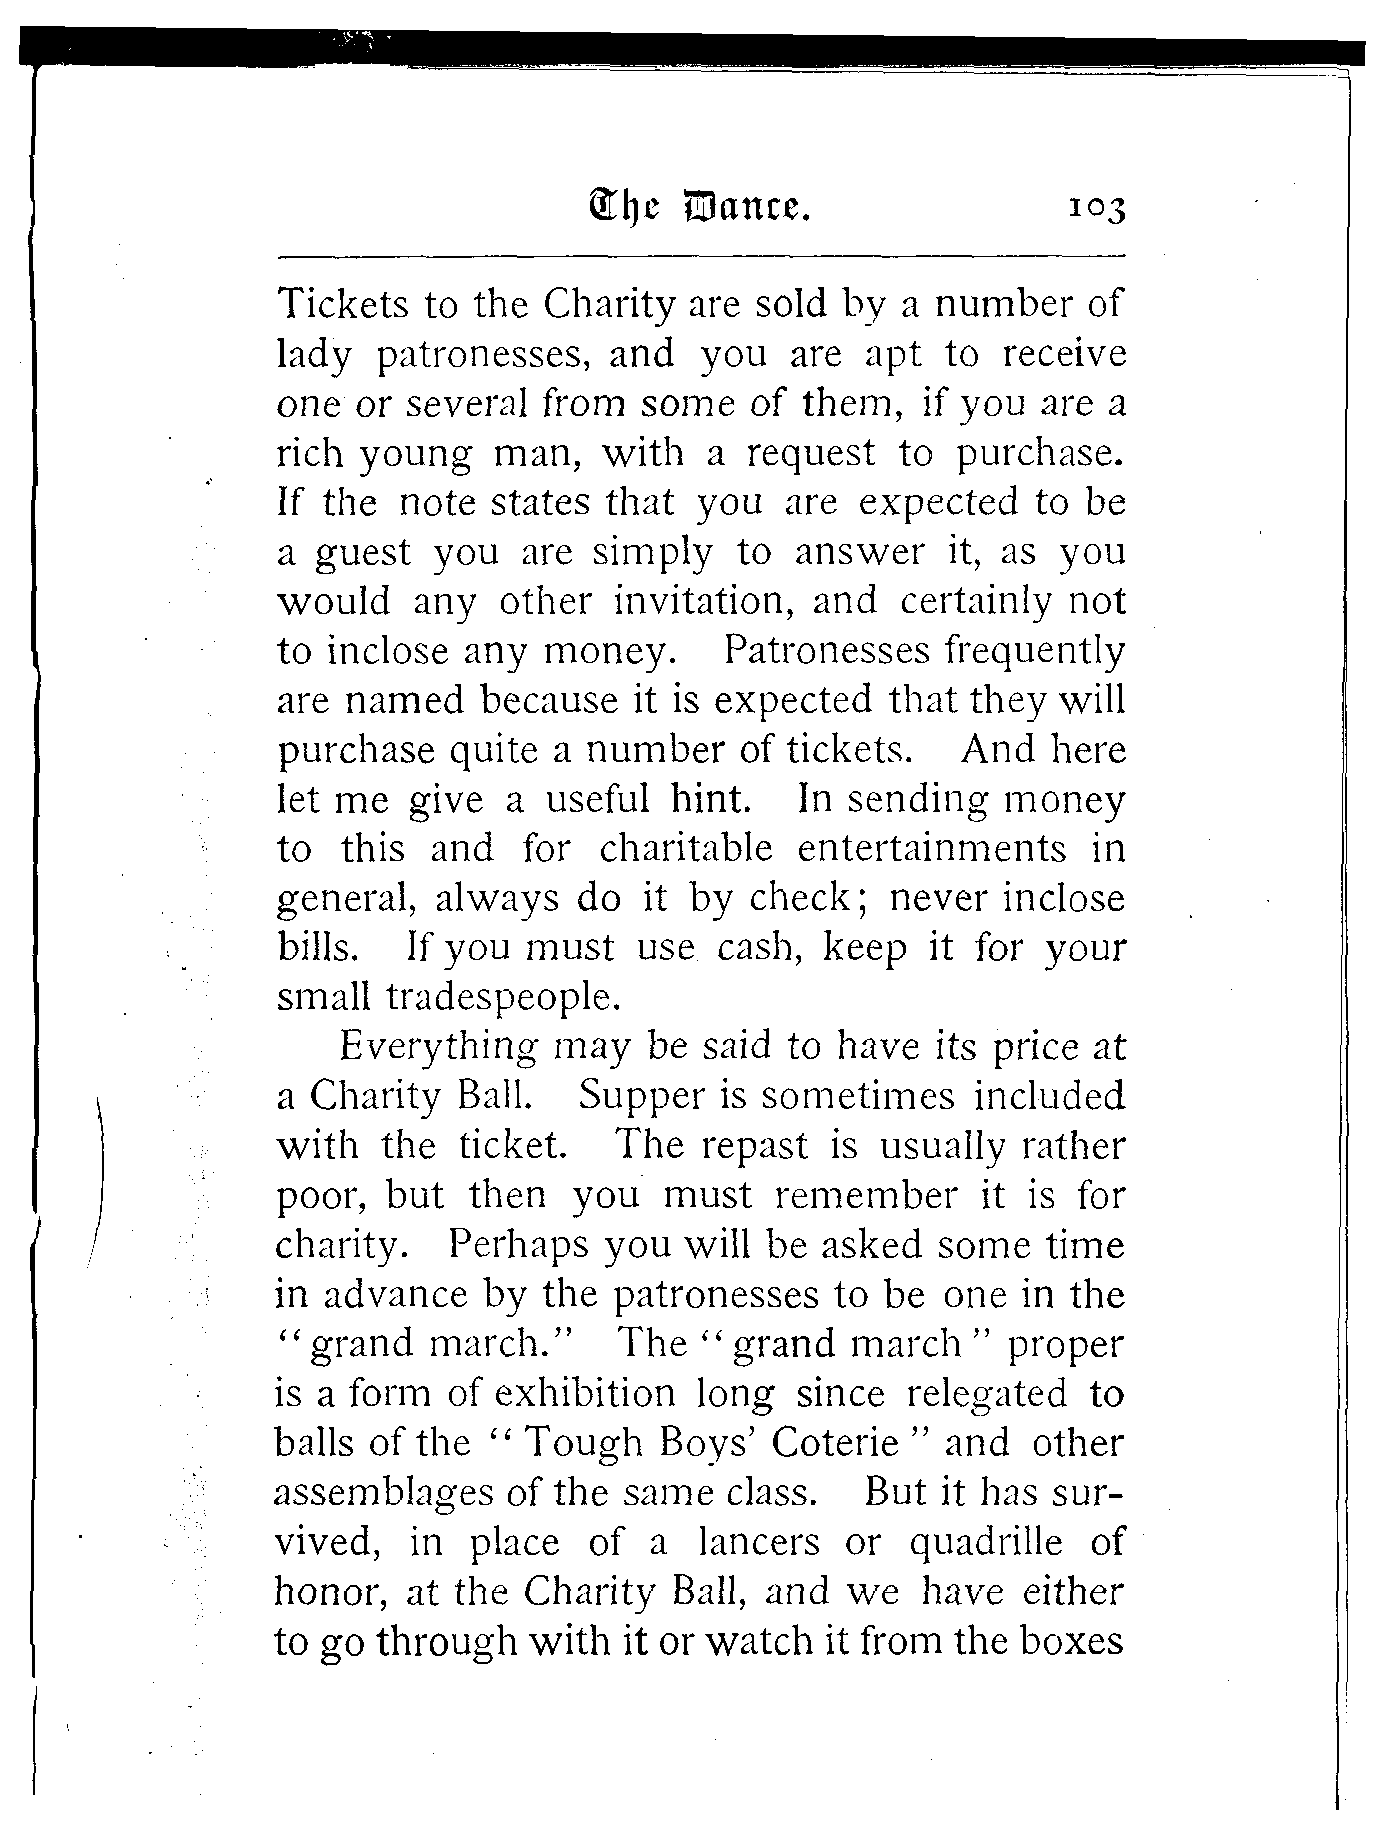 The Dance. 103
Tickets to the Charity are sold by a number of
lady patronesses, and you are apt to receive
one or several from some of them, if you are a
rich young man, with a request to purchase.
If the note states that you are expected to be
a guest you are simply to answer it, as you
would any other invitation, and certainly not
to inclose any money. Patronesses frequently
are named because it is expected that they will
purchase quite a number of tickets. And here
let me give a useful hint. In sending money
to this and for charitable entertainments in
general, always do it by check; never inclose
bills. If you must use cash, keep it for your
small tradespeople.
Everything may be said to have its price at
a Charity Ball. Supper is sometimes included
with the ticket. The repast is usually rather
poor, but then you must remember it is for
charity. Perhaps you will be asked some time
in advance by the patronesses to be one in the
“grand march.” The “grand march” proper
is a form of exhibition long since relegated to
balls of the “Tough Boys’ Coterie” and other
assemblages of the same class. But it has sur-
vived, in place of a lancers or quadrille of
honor, at the Charity Ball, and we have either
to go through with it or watch it from the boxes